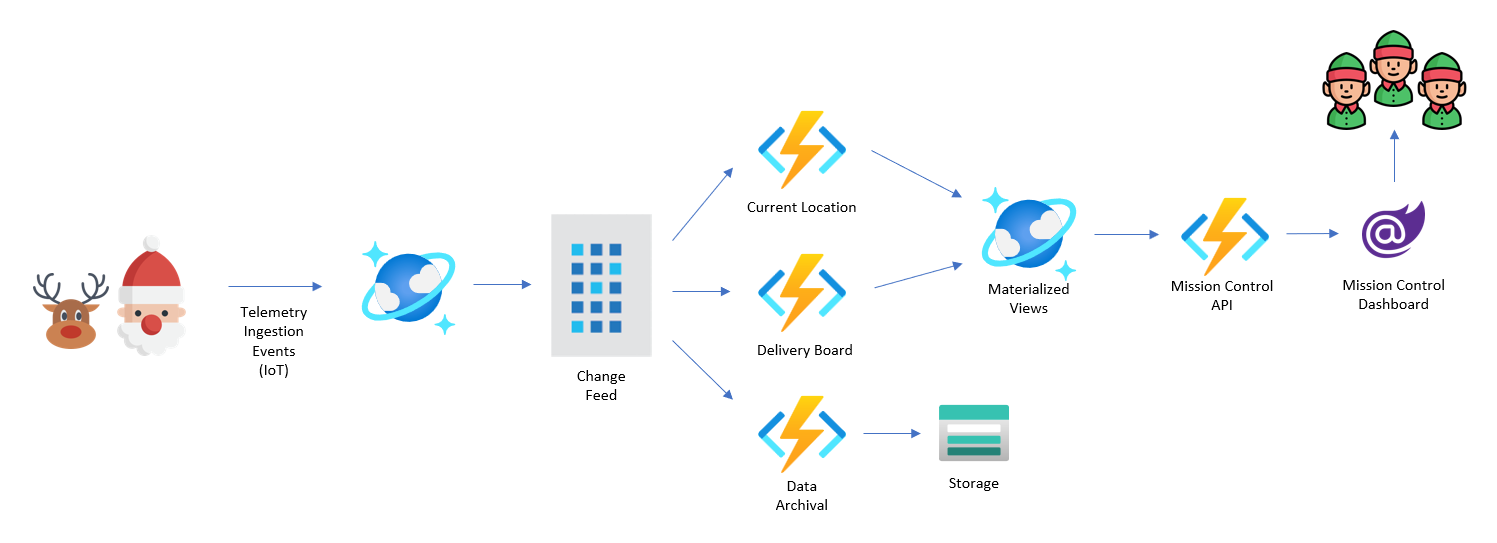 Telemetry
Ingestion
Events
(IoT)
Change
Feed
Current Location
Delivery Board
Data
Archival
Storage
Materialized
Views
Mission Control
API
Mission Control
Dashboard